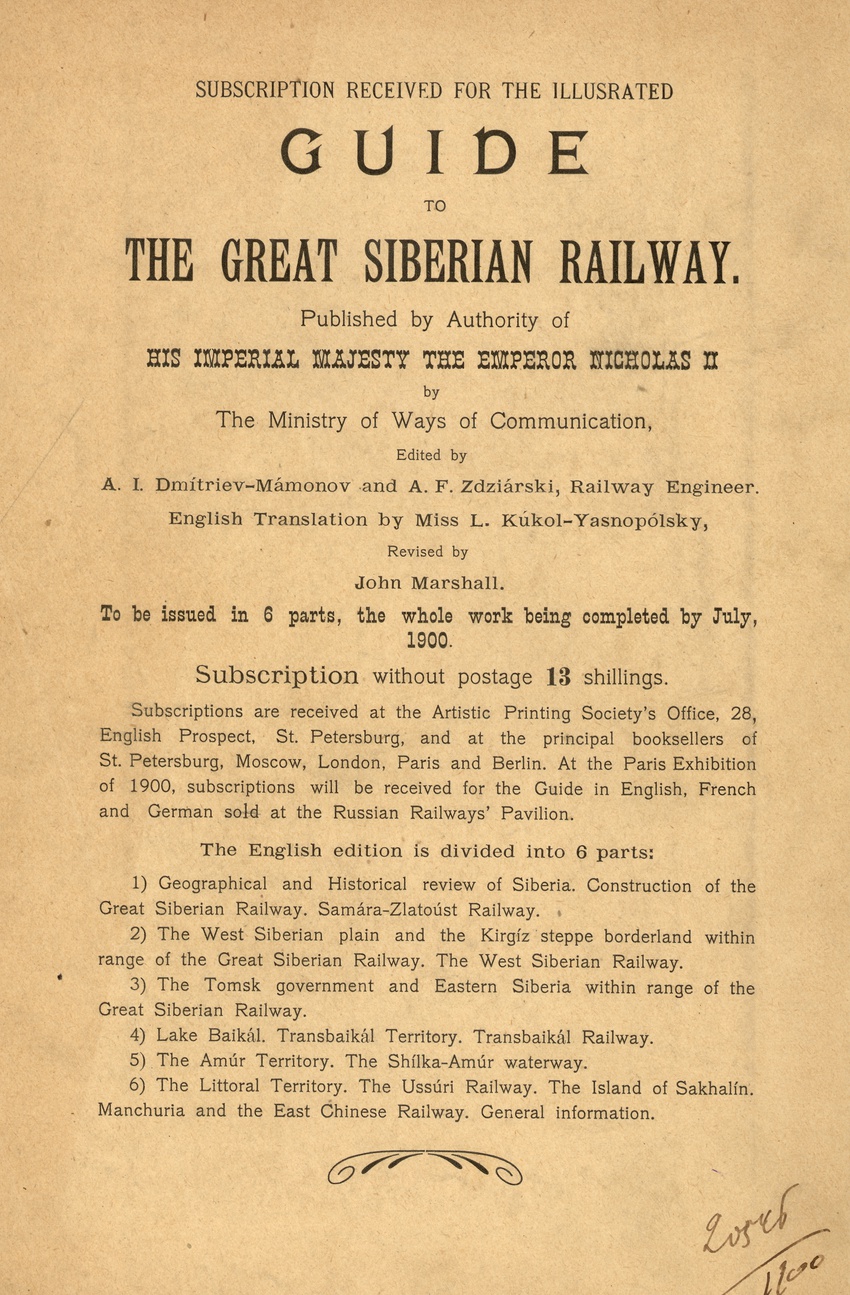 SUBSCRIPTION RECEIVED FOR THE ILLUSRATED
GUIDE
TO
THE GREAT SIBERIAN RAILWAY.
Published by Authority of
HIS IMPERIAL MAJESTY THE EMPEROR NICHOLAS II
by
The Ministry of Ways of Communication,
Edited by
A. I. Dmítriev-Mámonov and A. F. Zdziárski, Railway Engineer.
English Translation by Miss L. Kúkol-Yasnopólsky,
Revised by
John Marshall.
To be issued in 6 parts, the whole work being completed by July,
1900.
Subscription without postage 13 shillings.
Subscriptions are received at the Artistic Printing Society's Office, 28,
English Prospect, St. Petersburg, and at the principal booksellers of
St. Petersburg, Moscow, London, Paris and Berlin. At the Paris Exhibition
of 1900, subscriptions will be received for the Guide in English, French
and German sold at the Russian Railways' Pavilion.
The English edition is divided into 6 parts:
1) Geographical and Historical review of Siberia. Construction of the
Great Siberian Railway. Samára-Zlatoúst Railway.
2) The West Siberian plain and the Kirgíz steppe borderland within
range of the Great Siberian Railway. The West Siberian Railway.
3) The Tomsk government and Eastern Siberia within range of the
Great Siberian Railway.
4) Lake Baikál. Transbaikál Territory. Transbaikál Railway.
5) The Amúr Territory. The Shílka-Amúr waterway.
6) The Littoral Territory. The Ussúri Railway. The Island of Sakhalín.
Manchuria and the East Chinese Railway. General information.